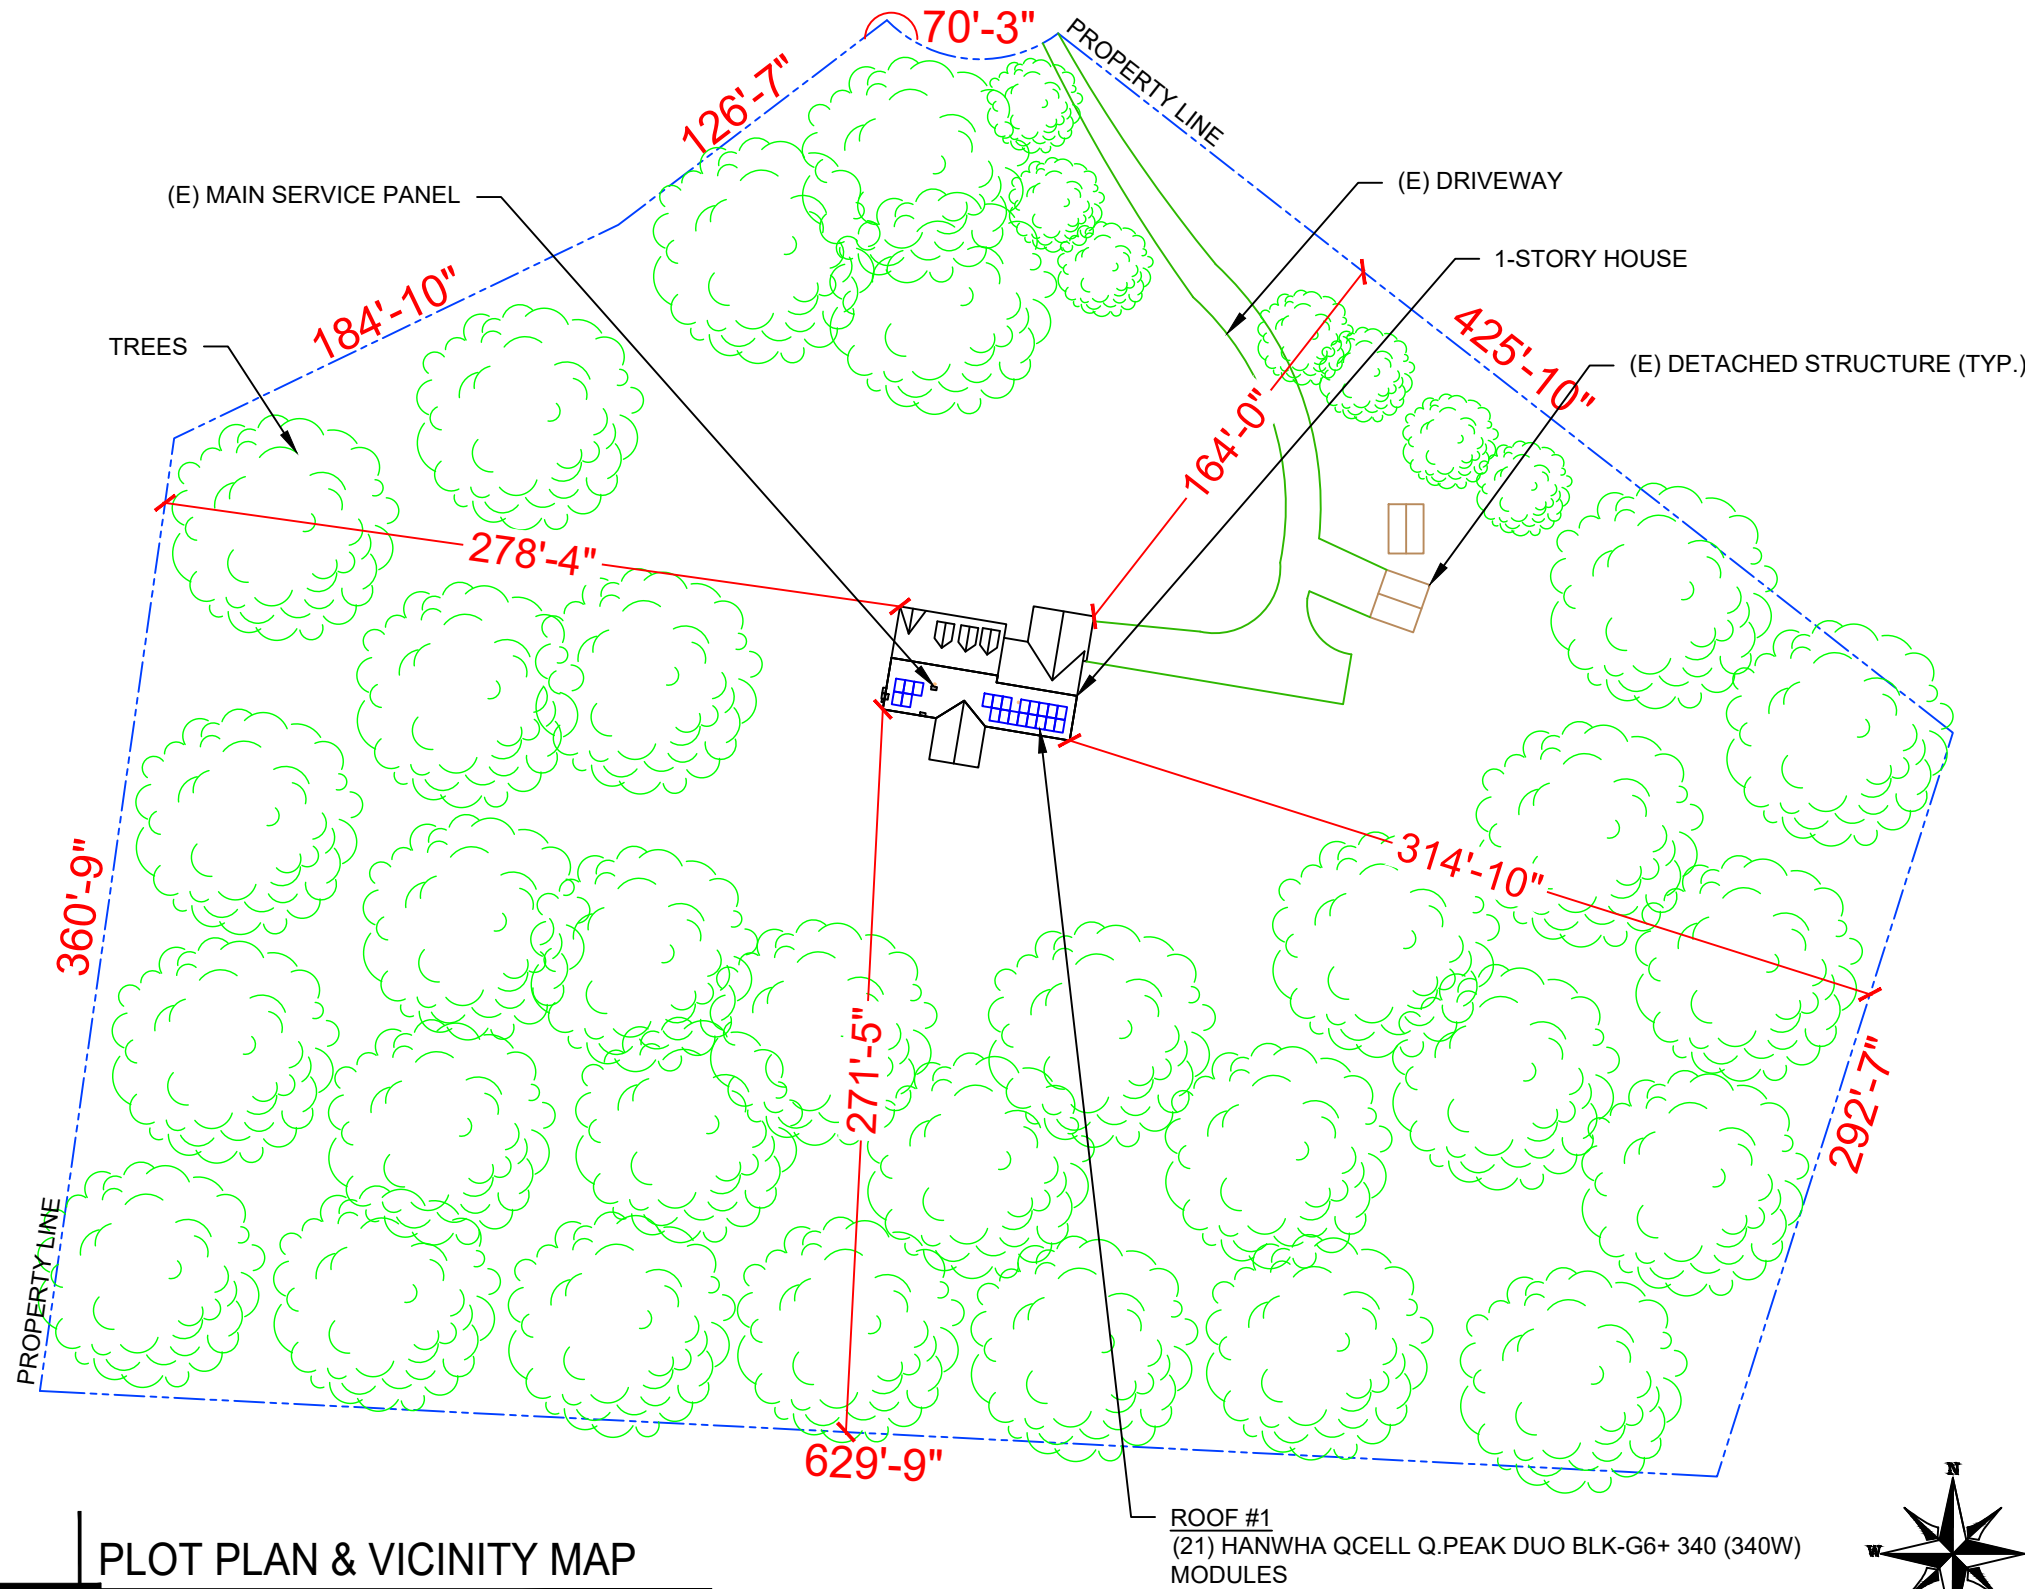 70'-3"
PROPERTY LINE
126'-7"
(E) MAIN SERVICE PANEL
(E) DRIVEWAY
1-STORY HOUSE
184'-10"
425'-10"
TREES
(E) DETACHED STRUCTURE (TYP.)
164'-0"
278'-4"
314'-10"
360'-9"
271'-5"
292'-7"
PROPERTY LINE
629'-9"
ROOF #1
(21) HANWHA QCELL Q.PEAK DUO BLK-G6+ 340 (340W)
MODULES
PLOT PLAN & VICINITY MAP
N
W